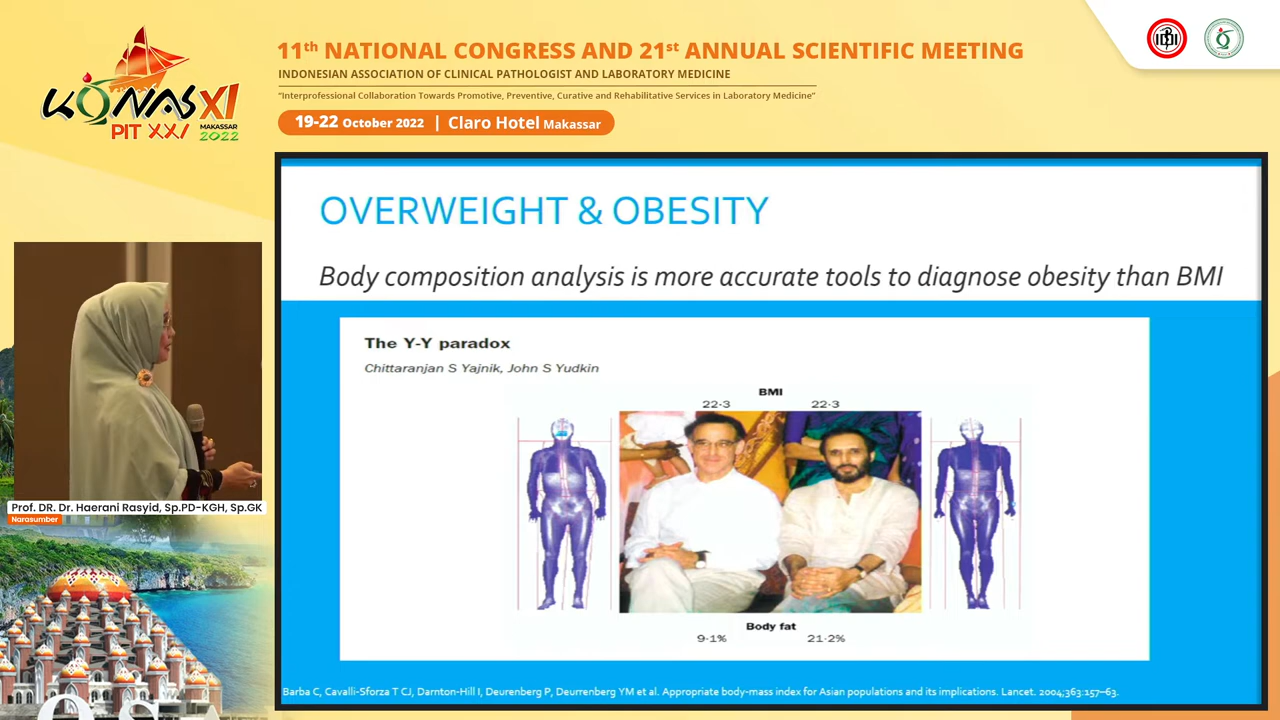 KONAS XI
PIT XXI
MAKASSAR
2022
11th NATIONAL CONGRESS AND 21st ANNUAL SCIENTIFIC MEETING
INDONESIAN ASSOCIATION OF CLINICAL PATHOLOGIST AND LABORATORY MEDICINE
"Interprofessional Collaboration Towards Promotive, Preventive, Curative and Rehabilitative Services in Laboratory Medicine"
19-22 October 2022 | Claro Hotel Makassar
IDI
OVERWEIGHT & OBESITY
Body composition analysis is more accurate tools to diagnose obesity than BMI
The Y-Y paradox
Chittaranjan S Yajnik, John S Yudkin
BMI
22·3 22·3
Body fat
9·1% 21·2%
Barba C, Cavalli-Sforza T CJ, Darnton-Hill I, Deurenberg P, Deurrenberg YM et al. Appropriate body-mass index for Asian populations and its implications. Lancet. 2004;363:157–63.
Prof. DR. Dr. Haerani Rasyid, Sp.PD-KGH, Sp.GK
Narasumber